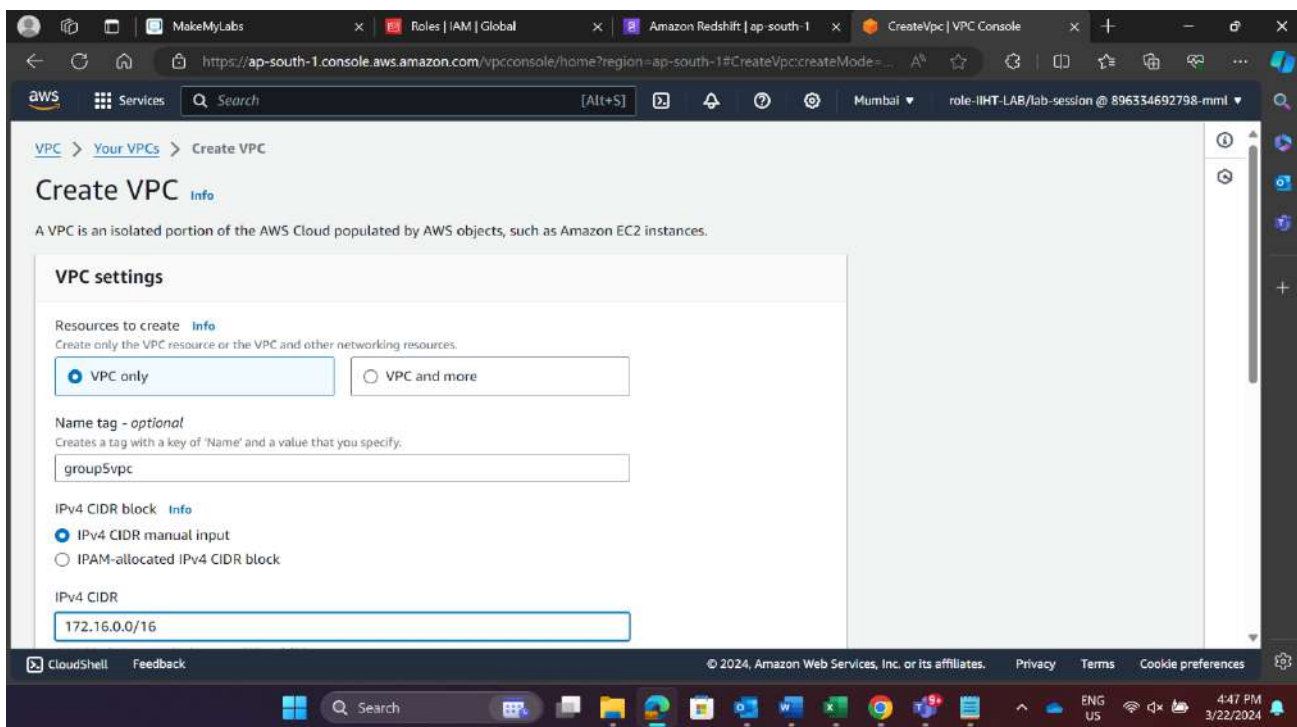 MakeMyLabs
Roles | IAM | Global
Amazon Redshift | ap-south-1
CreateVpc | VPC Console
https://ap-south-1.console.aws.amazon.com/vpcconsole/home?region=ap-south-1#CreateVpc:createMode=...
aws Services Search [Alt+S] Mumbai ▼ role-IIHT-LAB/lab-session @ 896334692798-mml ▼
VPC > Your VPCs > Create VPC
Create VPC Info
A VPC is an isolated portion of the AWS Cloud populated by AWS objects, such as Amazon EC2 instances.
VPC settings
Resources to create Info
Create only the VPC resource or the VPC and other networking resources.
VPC only VPC and more
Name tag - optional
Creates a tag with a key of 'Name' and a value that you specify.
group5vpc
IPv4 CIDR block Info
IPv4 CIDR manual input
IPAM-allocated IPv4 CIDR block
IPv4 CIDR
172.16.0.0/16
CloudShell Feedback © 2024, Amazon Web Services, Inc. or its affiliates. Privacy Terms Cookie preferences
Search ENG 4:47 PM
US 3/22/2024